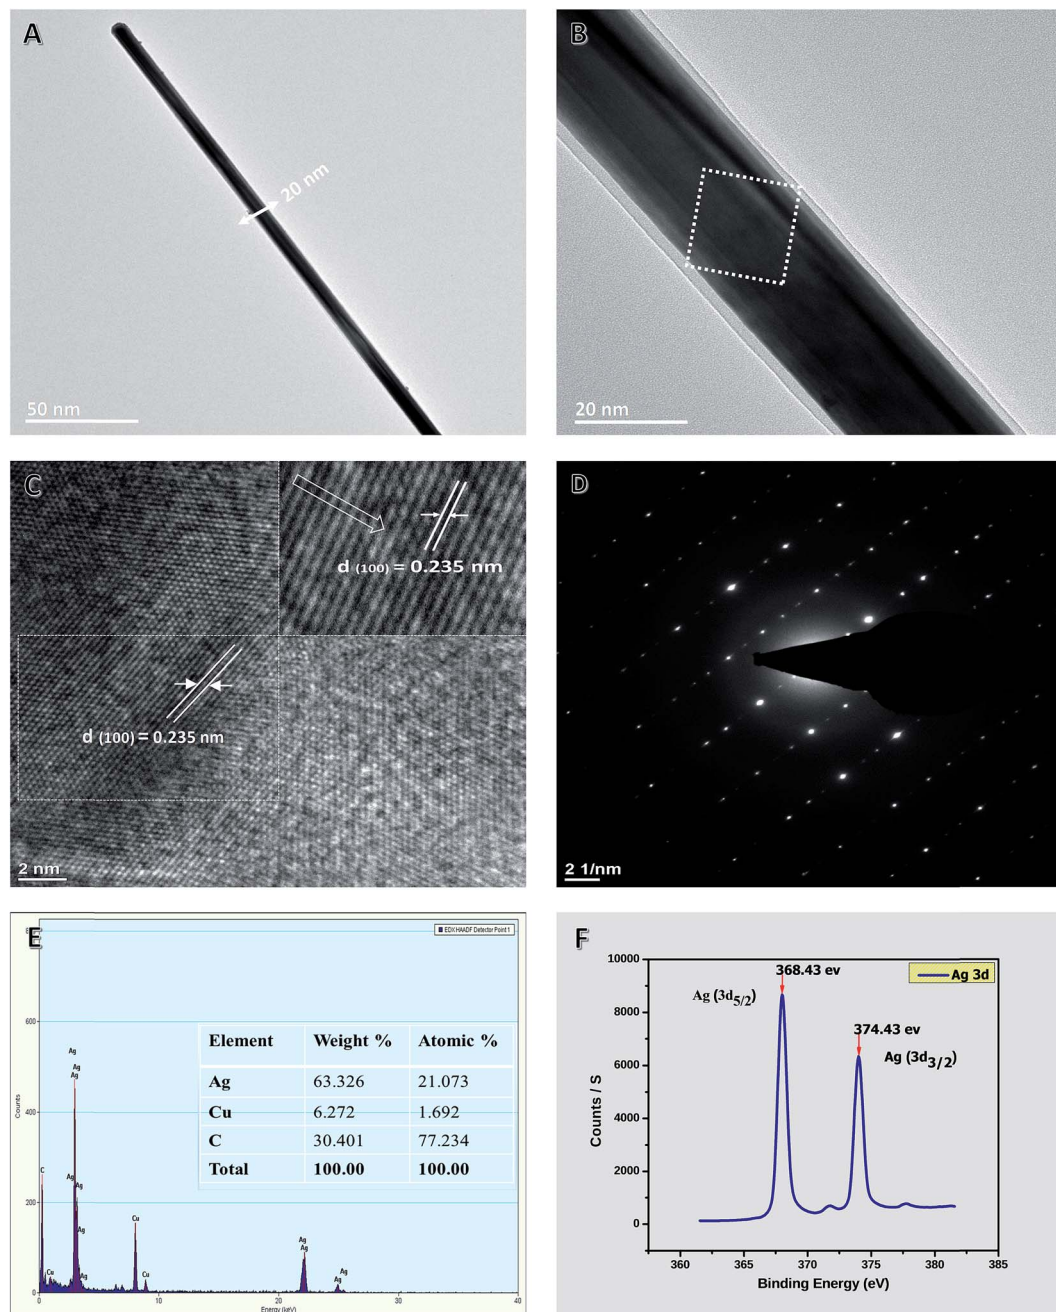 A
20 nm
50 nm
B
20 nm
C
d (100) = 0.235 nm
d (100) = 0.235 nm
2 nm
D
2 1/nm
E
EDX HAADF Detector Point 1
Counts
600
400
200
0
Ag
Ag
Ag
C
Ag
Ag
Ag
Ag
Cu
Cu
Cu
Ag
Ag
Ag
Ag
0
10
20
30
40
Energy (keV)
Element Weight % Atomic %
Ag 63.326 21.073
Cu 6.272 1.692
C 30.401 77.234
Total 100.00 100.00
F
Ag 3d
368.43 ev
Ag (3d5/2)
374.43 ev
Ag (3d3/2)
Counts / S
10000
8000
6000
4000
2000
0
360 365 370 375 380 385
Binding Energy (eV)